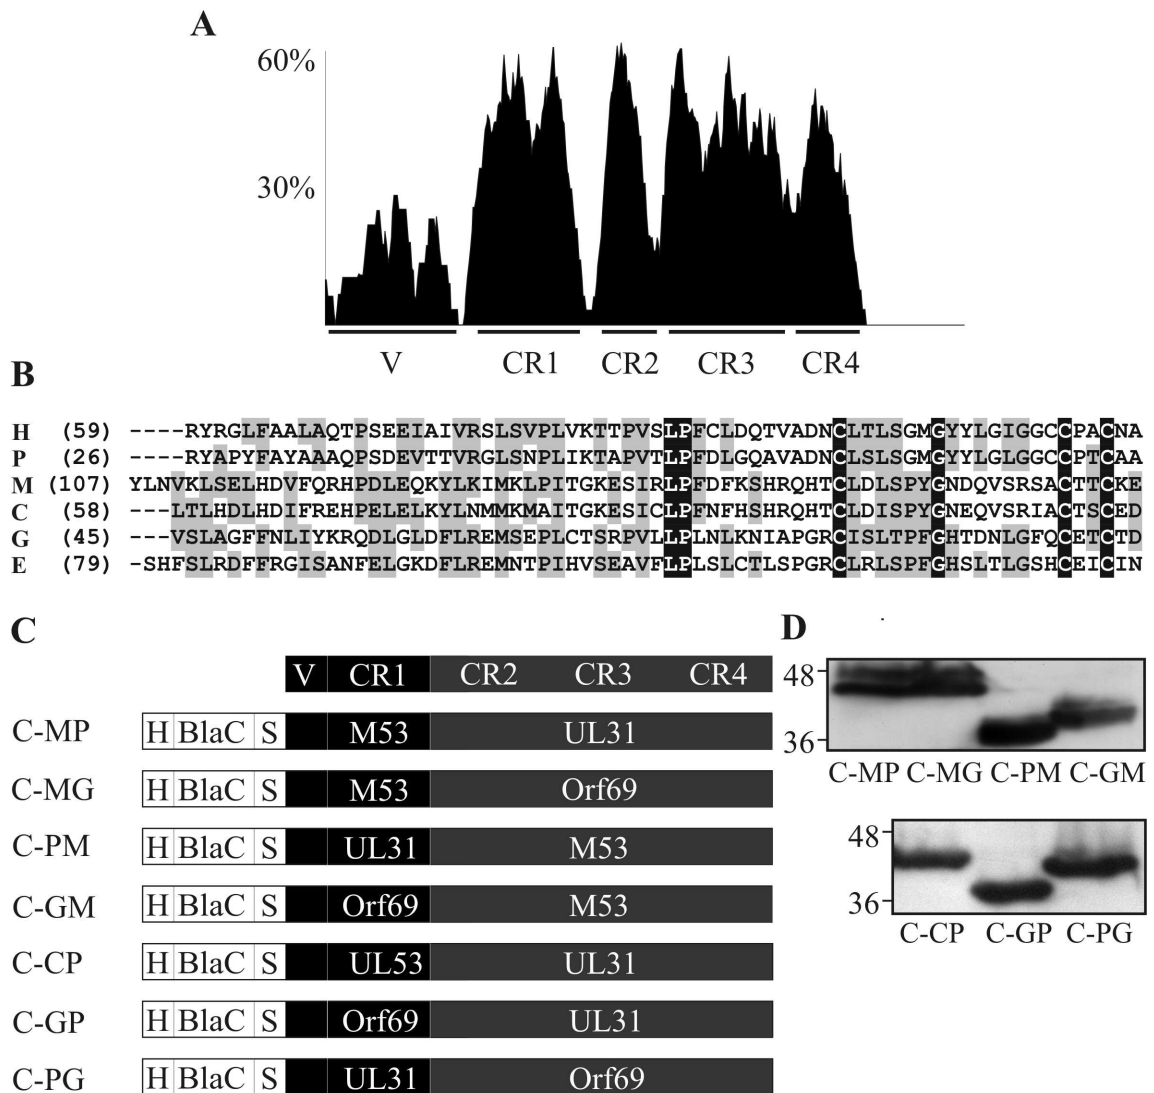 A
60%
30%
V CR1 CR2 CR3 CR4
B
H (59) ----RYRGLFAALAQTPSEEIAIVRSLSVPLVKTTPVSLPFCLDQTVADNCLTLSGMGYYLGIGGCCPACNA
P (26) ----RYAPYFAYAAAQPSDEVTTVRGLSNPLIKTAPVTLPFDLGQAVADNCLSLSGMGYYLGLGGCCPTCAA
M (107) YLNVKLSELHDVFQRHPDLEQKYLKIMKLPITGKESIRLPFDFKSHRQHTCLDLSPYGNDQVSRSACTTCKE
C (58) ---LTLHDLHDIFREHPELELKYLNMMKMAITGKESICLPFNFHSHRQHTCLDISPYGNEQVSRIACTSCED
G (45) ---VSLAGFFNLIYKRQDLGLDFLREMSEPLCTSRPVLLPLNLKNIAPGRCISLTPFGHTDNLGFQCETCTD
E (79) -SHFSLRDFFRGISANFELGKDFLREMNTPIHVSEAVFLPLSLCTLSPGRCLRLSPFGHSLTLGSHCEICIN
C
V CR1 CR2 CR3 CR4
C-MP H BlaC S M53 UL31
C-MG H BlaC S M53 Orf69
C-PM H BlaC S UL31 M53
C-GM H BlaC S Orf69 M53
C-CP H BlaC S UL53 UL31
C-GP H BlaC S Orf69 UL31
C-PG H BlaC S UL31 Orf69
D
48-
36-
C-MP C-MG C-PM C-GM
48-
36-
C-CP C-GP C-PG